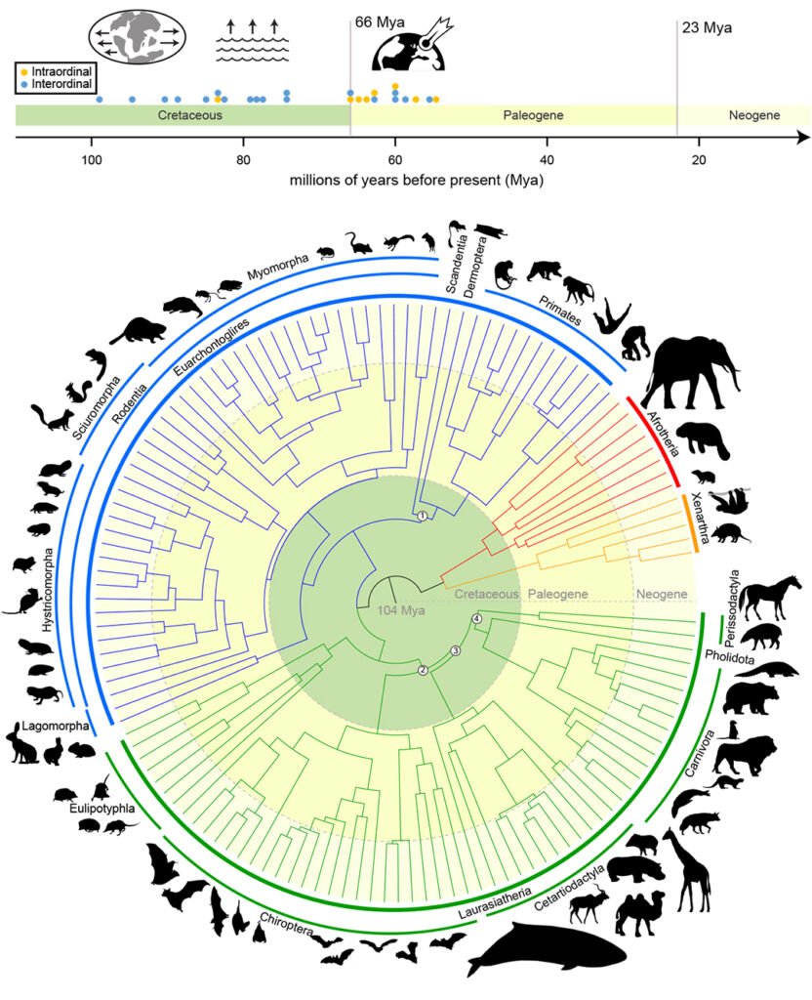 66 Mya
23 Mya
Intraordinal
Interordinal
Cretaceous
Paleogene
Neogene
100
80
60
40
20
millions of years before present (Mya)
Scandentia
Dermoptera
Myomorpha
Primates
Euarchontoglires
Rodentia
Sciuromorpha
Afrotheria
Xenarthra
Hystricomorpha
1
Cretaceous
Paleogene
Neogene
104 Mya
4
3
2
Perissodactyla
Pholidota
Carnivora
Lagomorpha
Eulipotyphla
Cetartiodactyla
Laurasiatheria
Chiroptera